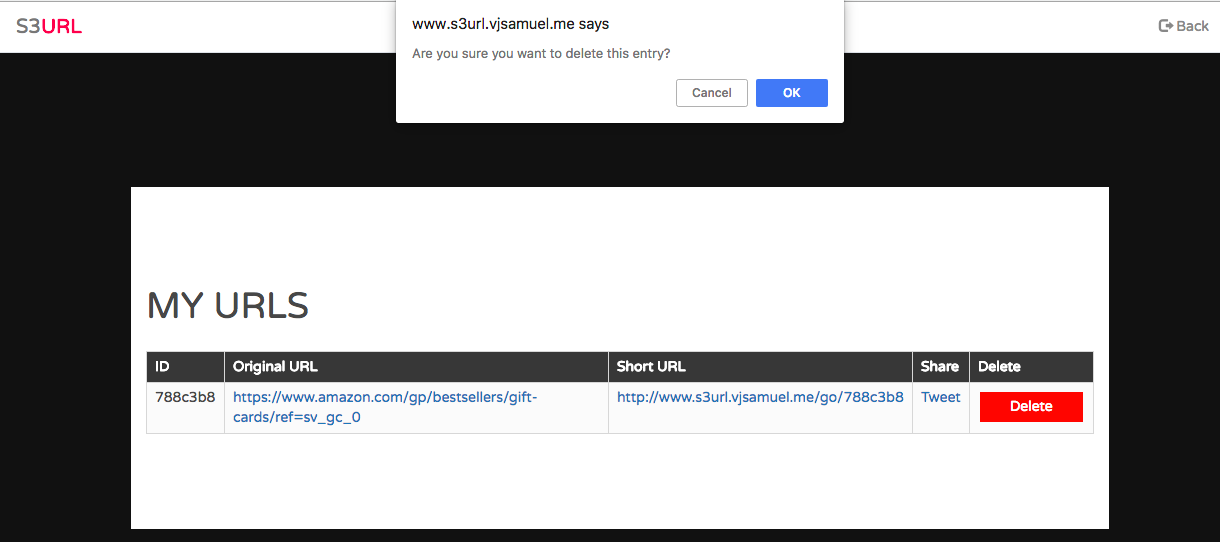 S3URL
www.s3url.vjsamuel.me says
Are you sure you want to delete this entry?
Cancel
OK
Back
MY URLS
ID Original URL Short URL Share Delete
788c3b8 https://www.amazon.com/gp/bestsellers/gift- http://www.s3url.vjsamuel.me/go/788c3b8 Tweet Delete
cards/ref=sv_gc_0